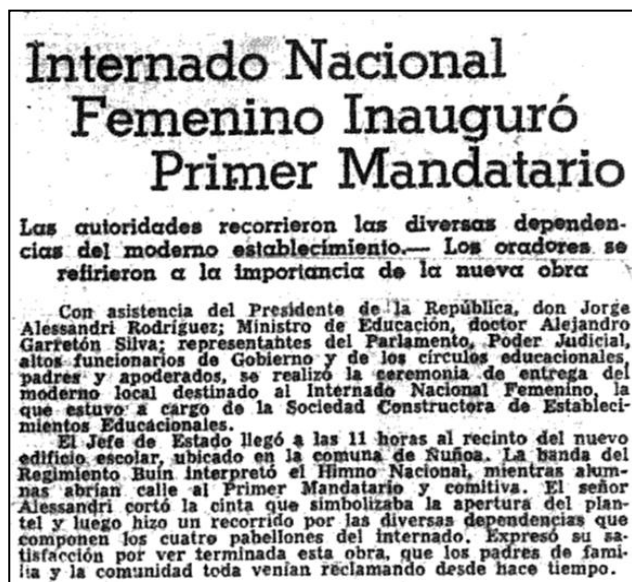 Internado Nacional
Femenino Inauguró
Primer Mandatario
Las autoridades recorrieron las diversas dependen-
cias del moderno establecimiento.— Los oradores se
refirieron a la importancia de la nueva obra
Con asistencia del Presidente de la República, don Jorge
Alessandri Rodríguez; Ministro de Educación, doctor Alejandro
Garretón Silva; representantes del Parlamento, Poder Judicial,
altos funcionarios de Gobierno y de los círculos educacionales,
padres y apoderados, se realizó la ceremonia de entrega del
moderno local destinado al Internado Nacional Femenino, la
que estuvo a cargo de la Sociedad Constructora de Estableci-
mientos Educacionales.
El Jefe de Estado llegó a las 11 horas al recinto del nuevo
edificio escolar, ubicado en la comuna de Ñuñoa. La banda del
Regimiento Buin interpretó el Himno Nacional, mientras alum-
nas abrían calle al Primer Mandatario y comitiva. El señor
Alessandri cortó la cinta que simbolizaba la apertura del plan-
tel y luego hizo un recorrido por las diversas dependencias que
componen los cuatro pabellones del internado. Expresó su sa-
tisfacción por ver terminada esta obra, que los padres de fami-
lia y la comunidad toda venían reclamando desde hace tiempo.